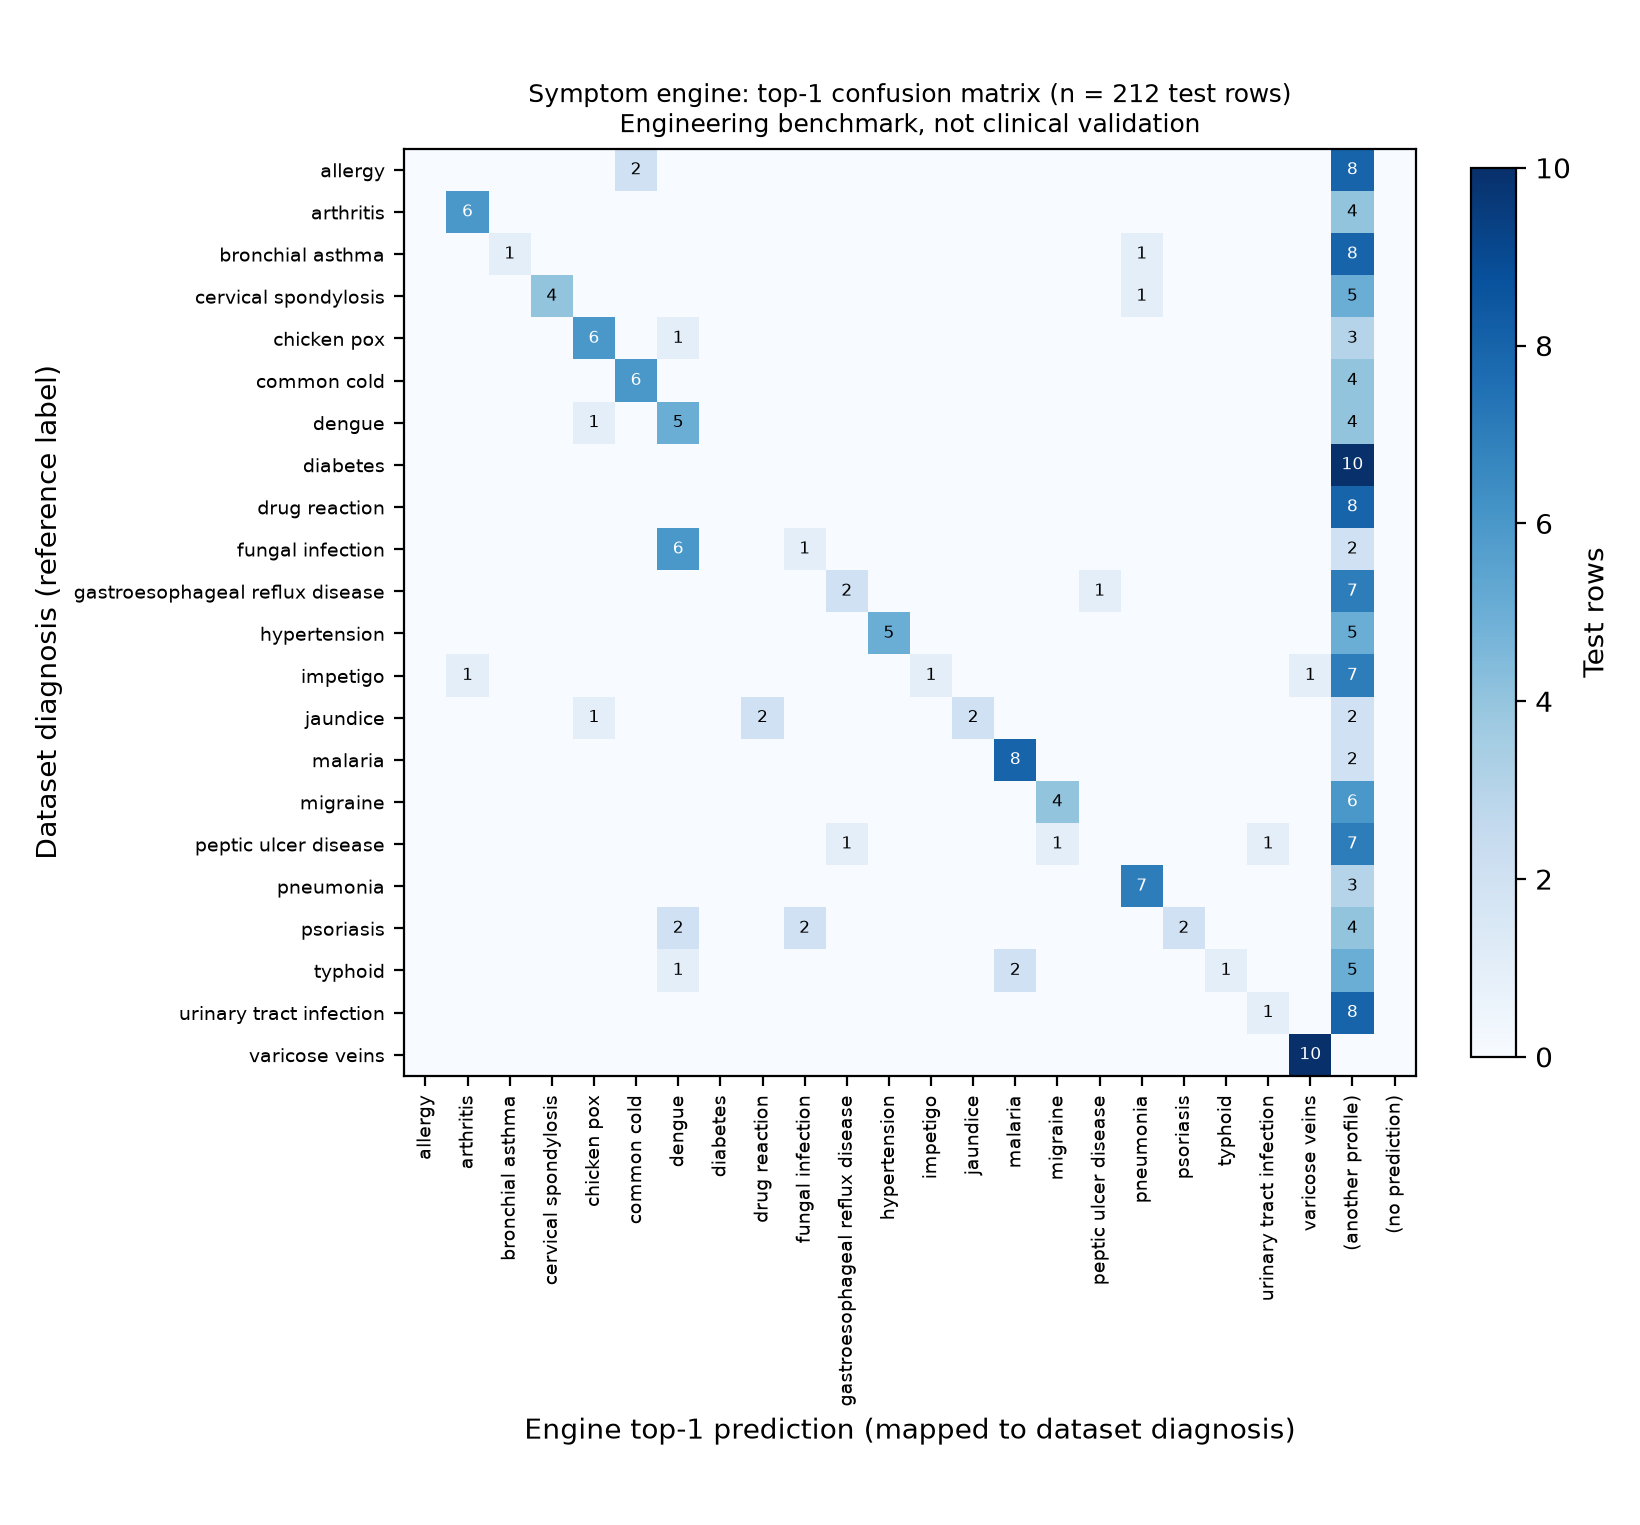 Symptom engine: top-1 confusion matrix (n = 212 test rows)
Engineering benchmark, not clinical validation
Dataset diagnosis (reference label)
allergy 2 8
arthritis 6 4
bronchial asthma 1 1 8
cervical spondylosis 4 1 5
chicken pox 6 1 3
common cold 6 4
dengue 1 5 4
diabetes 10
drug reaction 8
fungal infection 6 1 2
gastroesophageal reflux disease 2 1 7
hypertension 5 5
impetigo 1 1 1 7
jaundice 1 2 2 2
malaria 8 2
migraine 4 6
peptic ulcer disease 1 1 1 7
pneumonia 7 3
psoriasis 2 2 2 4
typhoid 1 2 1 5
urinary tract infection 1 8
varicose veins 10
allergy
arthritis
bronchial asthma
cervical spondylosis
chicken pox
common cold
dengue
diabetes
drug reaction
fungal infection
gastroesophageal reflux disease
hypertension
impetigo
jaundice
malaria
migraine
peptic ulcer disease
pneumonia
psoriasis
typhoid
urinary tract infection
varicose veins
(another profile)
(no prediction)
Engine top-1 prediction (mapped to dataset diagnosis)
10
8
6
4
2
0
Test rows